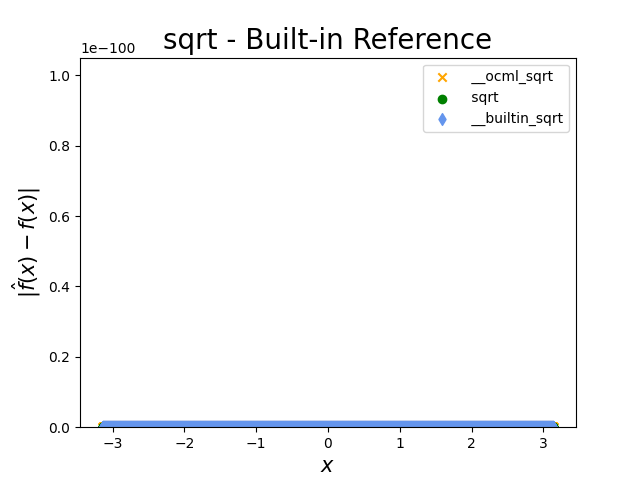 sqrt - Built-in Reference
1e−100
1.0
0.8
0.6
0.4
0.2
0.0
−3
−2
−1
0
1
2
3
x
|f̂(x) − f(x)|
__ocml_sqrt
sqrt
__builtin_sqrt